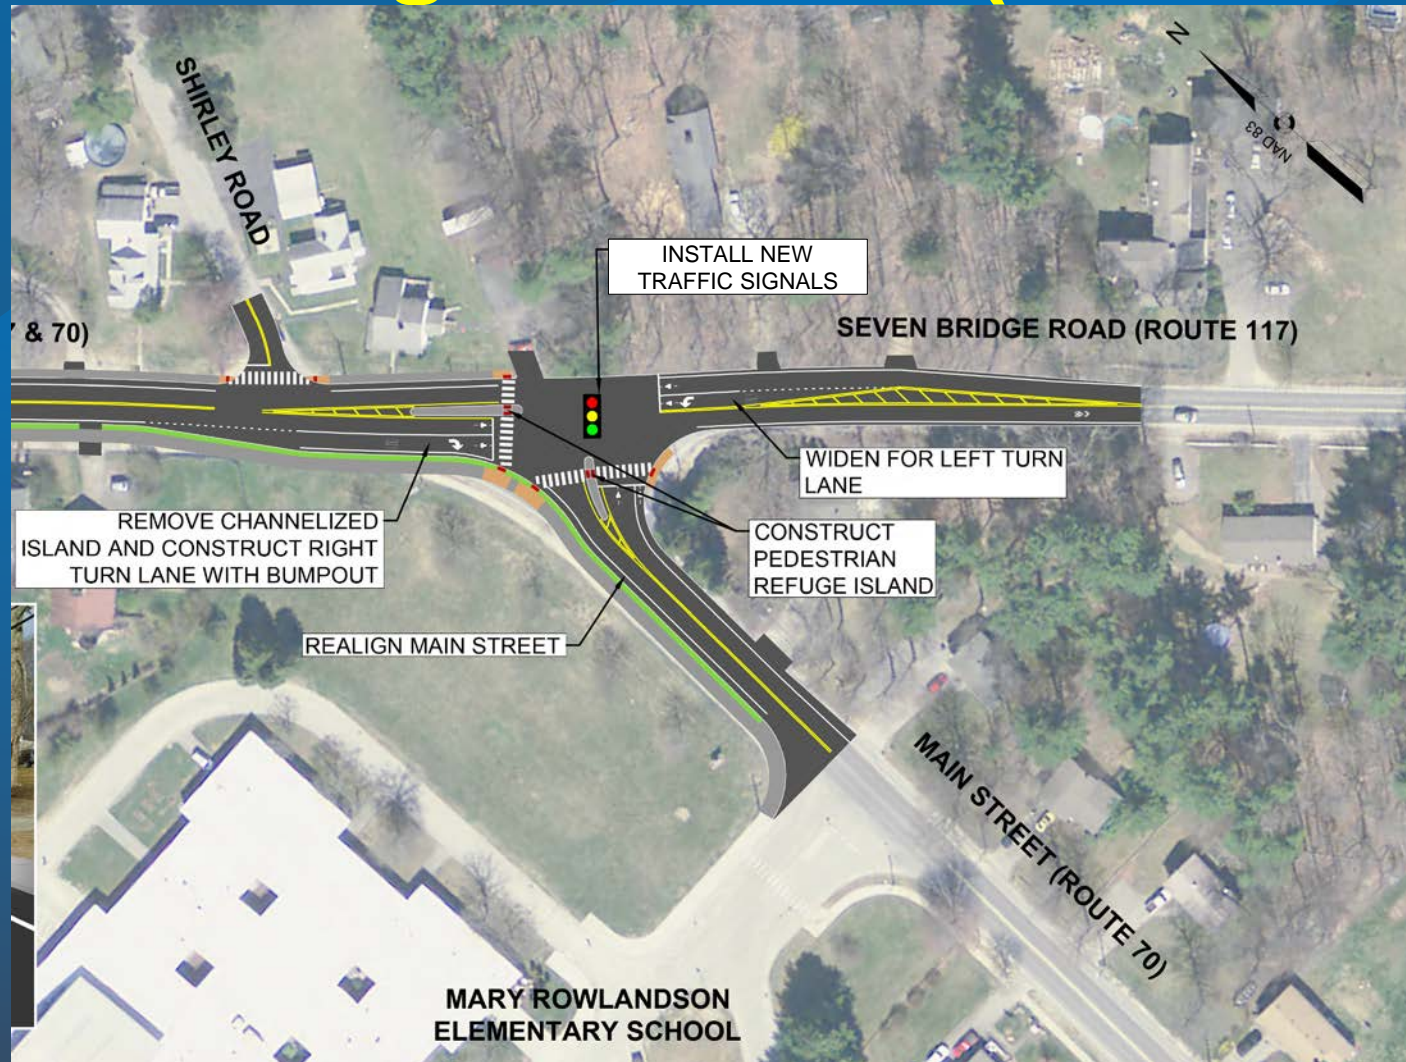 SHIRLEY ROAD
N
NAD 83
INSTALL NEW
TRAFFIC SIGNALS
& 70)
SEVEN BRIDGE ROAD (ROUTE 117)
WIDEN FOR LEFT TURN
LANE
REMOVE CHANNELIZED
ISLAND AND CONSTRUCT RIGHT
TURN LANE WITH BUMPOUT
CONSTRUCT
PEDESTRIAN
REFUGE ISLAND
REALIGN MAIN STREET
MAIN STREET (ROUTE 70)
MARY ROWLANDSON
ELEMENTARY SCHOOL